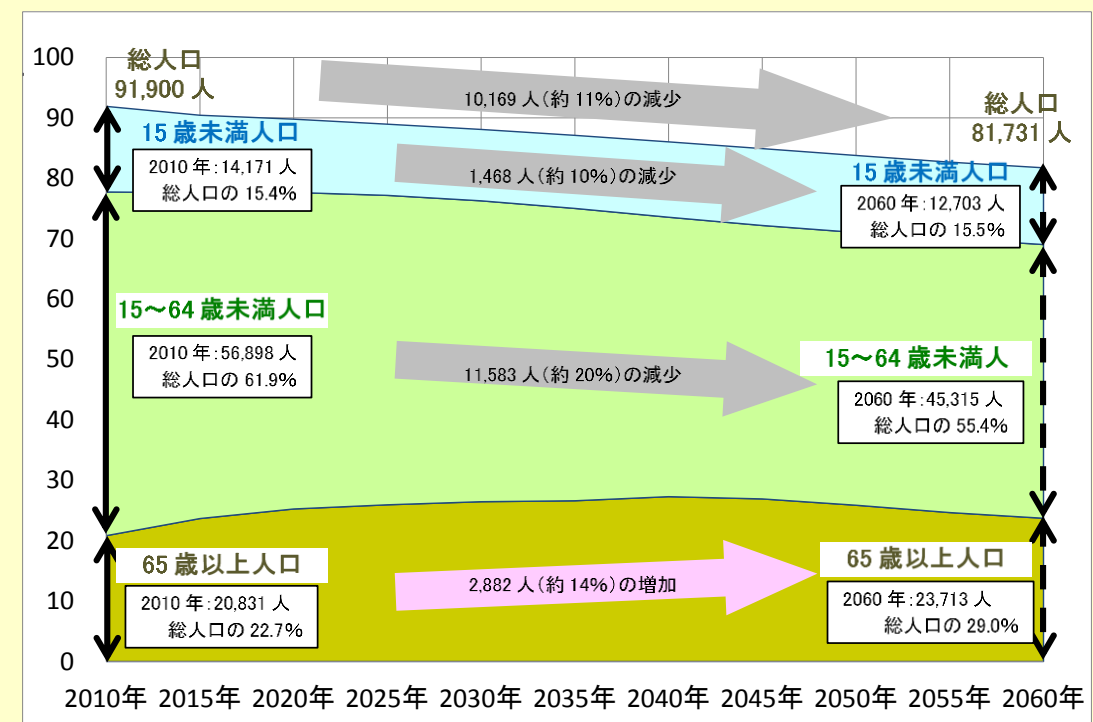 100
90
80
70
60
50
40
30
20
10
0
総人口
91,900 人
10,169 人(約 11%)の減少
総人口
81,731 人
15 歳未満人口
2010 年:14,171 人
総人口の 15.4%
1,468 人(約 10%)の減少
15 歳未満人口
2060 年:12,703 人
総人口の 15.5%
15~64 歳未満人口
2010 年:56,898 人
総人口の 61.9%
11,583 人(約 20%)の減少
15~64 歳未満人
2060 年:45,315 人
総人口の 55.4%
65 歳以上人口
2010 年:20,831 人
総人口の 22.7%
2,882 人(約 14%)の増加
65 歳以上人口
2060 年:23,713 人
総人口の 29.0%
2010年 2015年 2020年 2025年 2030年 2035年 2040年 2045年 2050年 2055年 2060年